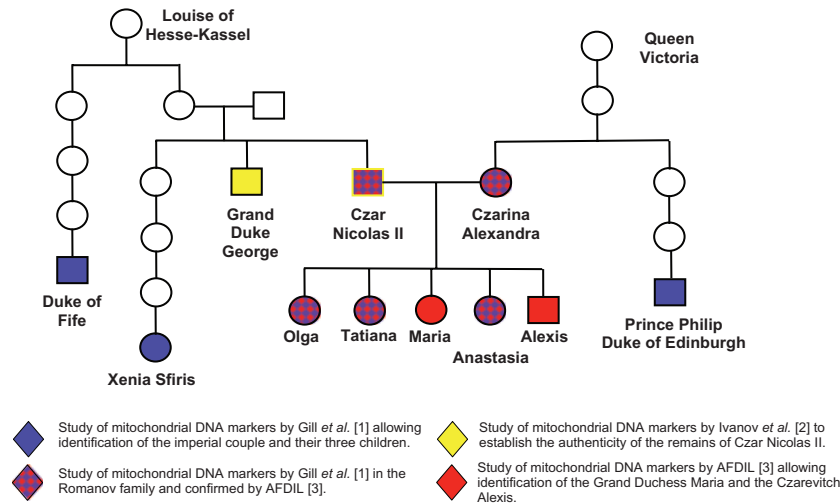 Louise of
Hesse-Kassel
Queen
Victoria
Grand
Duke
George
Czar
Nicolas II
Czarina
Alexandra
Duke of
Fife
Olga
Tatiana
Maria
Anastasia
Alexis
Prince Philip
Duke of Edinburgh
Xenia Sfiris
Study of mitochondrial DNA markers by Gill et al. [1] allowing
identification of the imperial couple and their three children.
Study of mitochondrial DNA markers by Gill et al. [1] in the
Romanov family and confirmed by AFDIL [3].
Study of mitochondrial DNA markers by Ivanov et al. [2] to
establish the authenticity of the remains of Czar Nicolas II.
Study of mitochondrial DNA markers by AFDIL [3] allowing
identification of the Grand Duchess Maria and the Czarevitch
Alexis.